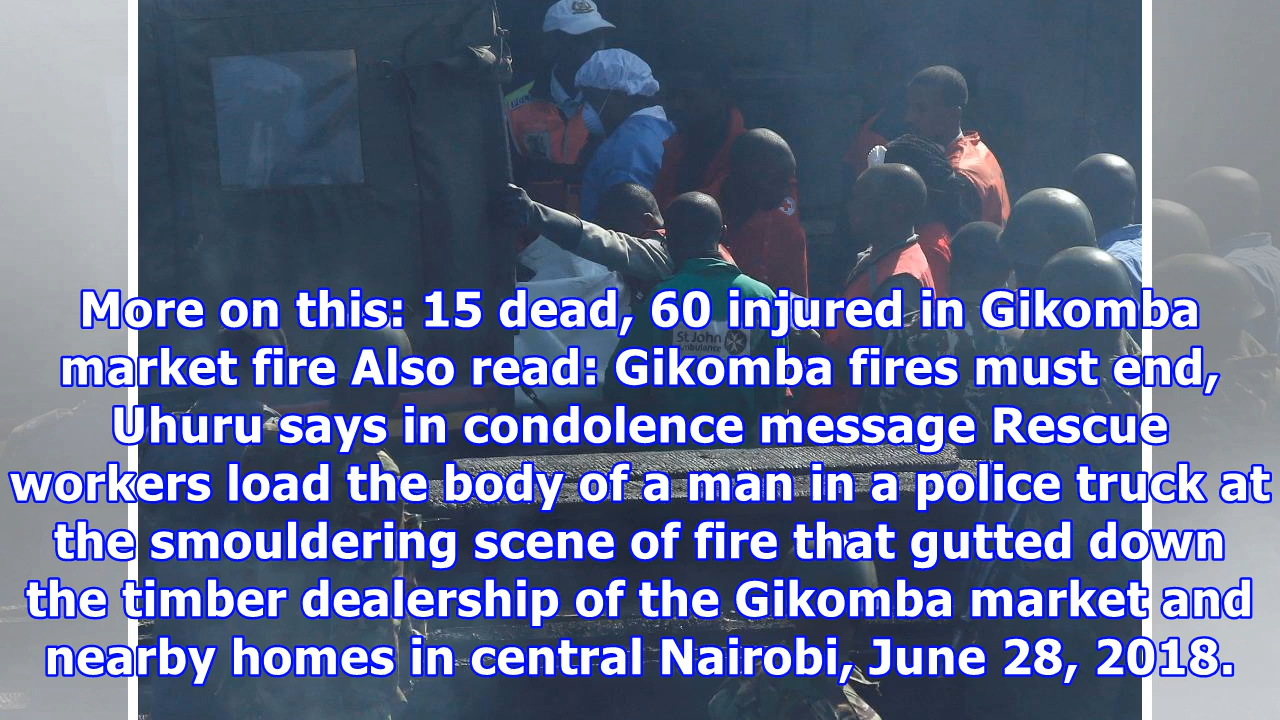 More on this: 15 dead, 60 injured in Gikomba
market fire Also read: Gikomba fires must end,
Uhuru says in condolence message Rescue
workers load the body of a man in a police truck at
the smouldering scene of fire that gutted down
the timber dealership of the Gikomba market and
nearby homes in central Nairobi, June 28, 2018.
St John
Ambulance